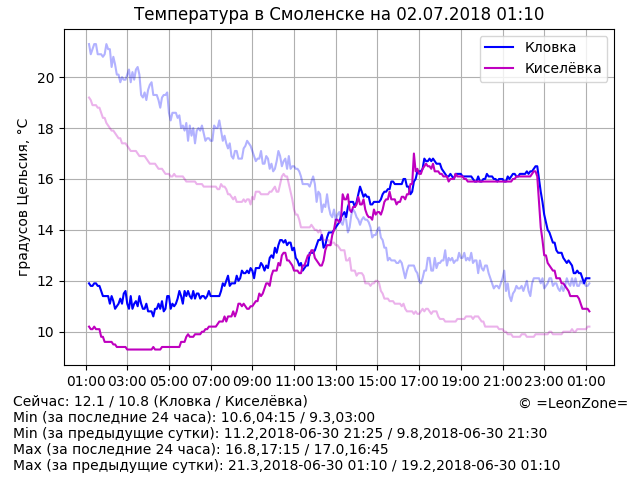 Температура в Смоленске на 02.07.2018 01:10
Кловка
Киселёвка
градусов Цельсия, °C
20
18
16
14
12
10
01:00 03:00 05:00 07:00 09:00 11:00 13:00 15:00 17:00 19:00 21:00 23:00 01:00
Сейчас: 12.1 / 10.8 (Кловка / Киселёвка)
© =LeonZone=
Min (за последние 24 часа): 10.6,04:15 / 9.3,03:00
Min (за предыдущие сутки): 11.2,2018-06-30 21:25 / 9.8,2018-06-30 21:30
Max (за последние 24 часа): 16.8,17:15 / 17.0,16:45
Max (за предыдущие сутки): 21.3,2018-06-30 01:10 / 19.2,2018-06-30 01:10